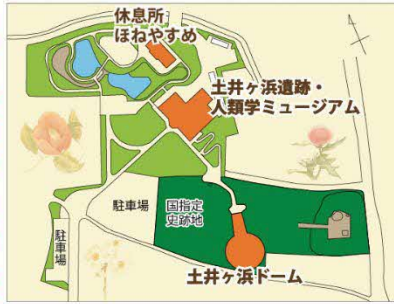 休息所
ほねやすめ
土井ヶ浜遺跡・
人類学ミュージアム
駐車場
国指定
史跡地
駐車場
土井ヶ浜ドーム